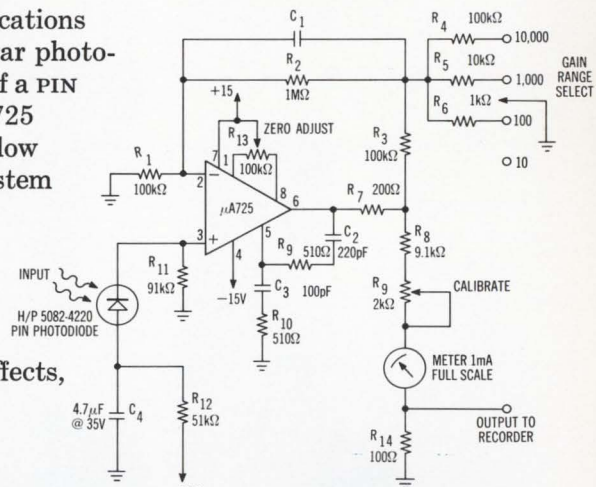 cations
ar photo-
f a PIN
725
low
stem
ffects,
C1
R2
1MΩ
R4 100kΩ
10,000
R5 10kΩ
1,000
R6 1kΩ
100
10
GAIN
RANGE
SELECT
+15
R13
100kΩ
ZERO ADJUST
R3
100kΩ
R1
100kΩ
7
1
2
8
6
3
5
4
μA725
R7 200Ω
R9 510Ω
C2
220pF
R8
9.1kΩ
R11
91kΩ
-15V
C3 100pF
R10
510Ω
R9
2kΩ
CALIBRATE
INPUT
H/P 5082-4220
PIN PHOTODIODE
METER 1mA
FULL SCALE
4.7μF
@ 35V
C4
R12
51kΩ
OUTPUT TO
RECORDER
R14
100Ω